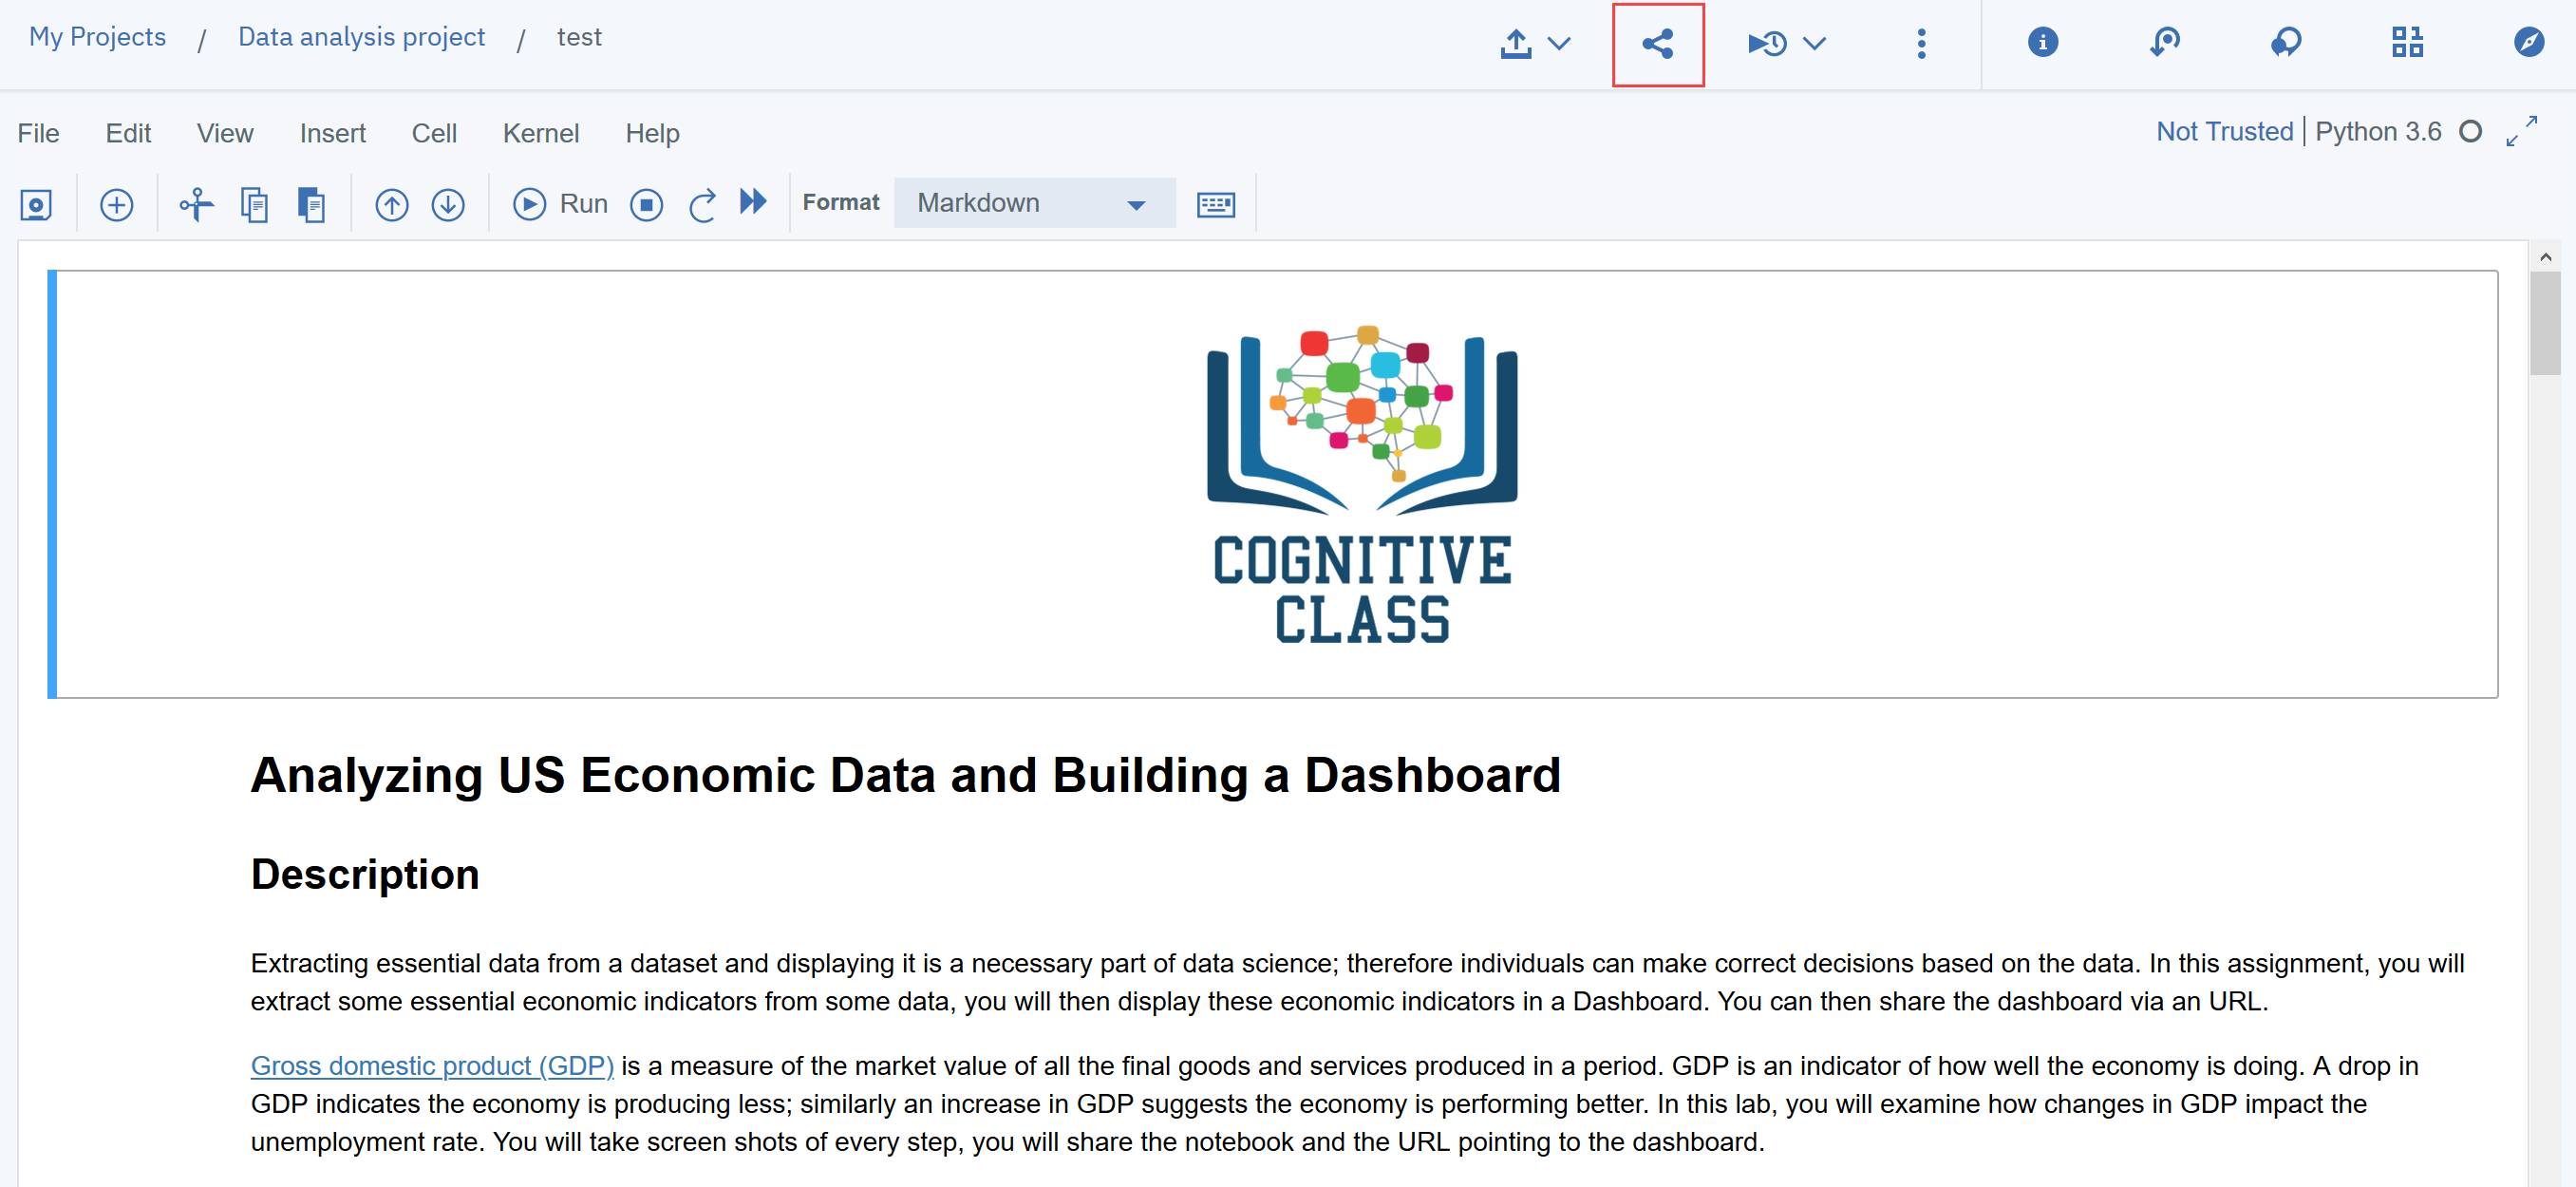 My Projects / Data analysis project / test
File Edit View Insert Cell Kernel Help
Not Trusted | Python 3.6
Run Format Markdown
COGNITIVE
CLASS
Analyzing US Economic Data and Building a Dashboard
Description
Extracting essential data from a dataset and displaying it is a necessary part of data science; therefore individuals can make correct decisions based on the data. In this assignment, you will
extract some essential economic indicators from some data, you will then display these economic indicators in a Dashboard. You can then share the dashboard via an URL.
Gross domestic product (GDP) is a measure of the market value of all the final goods and services produced in a period. GDP is an indicator of how well the economy is doing. A drop in
GDP indicates the economy is producing less; similarly an increase in GDP suggests the economy is performing better. In this lab, you will examine how changes in GDP impact the
unemployment rate. You will take screen shots of every step, you will share the notebook and the URL pointing to the dashboard.